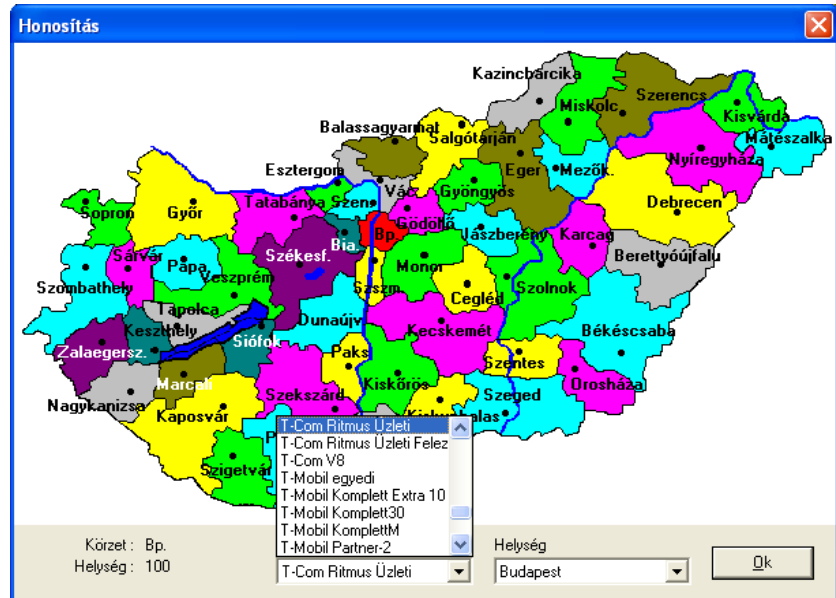 Honosítás
Kazincbarcika
Szerencs
Miskolc
Kisvárda
Balassagyarmat
Salgótarján
Mátészalka
Eger
Mezők.
Nyíregyháza
Esztergom
Vác
Gyöngyös
Sopron
Győr
Tatabánya
Szen.
Gödöllő
Debrecen
Bp.
Jászberény
Karcag
Bia.
Sárvár
Pápa
Székesf.
Monor
Berettyóújfalu
Szombathely
Veszprém
Szszm.
Cegléd
Szolnok
Tapolca
Dunaújv
Kecskemét
Békéscsaba
Keszthely
Siófok
Zalaegersz.
Paks
Szentes
Marcali
Kiskőrös
Orosháza
Nagykanizsa
Szekszárd
Szeged
Kaposvár
Szigetvár
T-Com Ritmus Üzleti
T-Com Ritmus Üzleti Felez
T-Com V8
T-Mobil egyedi
T-Mobil Komplett Extra 10
T-Mobil Komplett30
T-Mobil KomplettM
T-Mobil Partner-2
Körzet : Bp.
Helység : 100
T-Com Ritmus Üzleti
Helység
Budapest
Ok